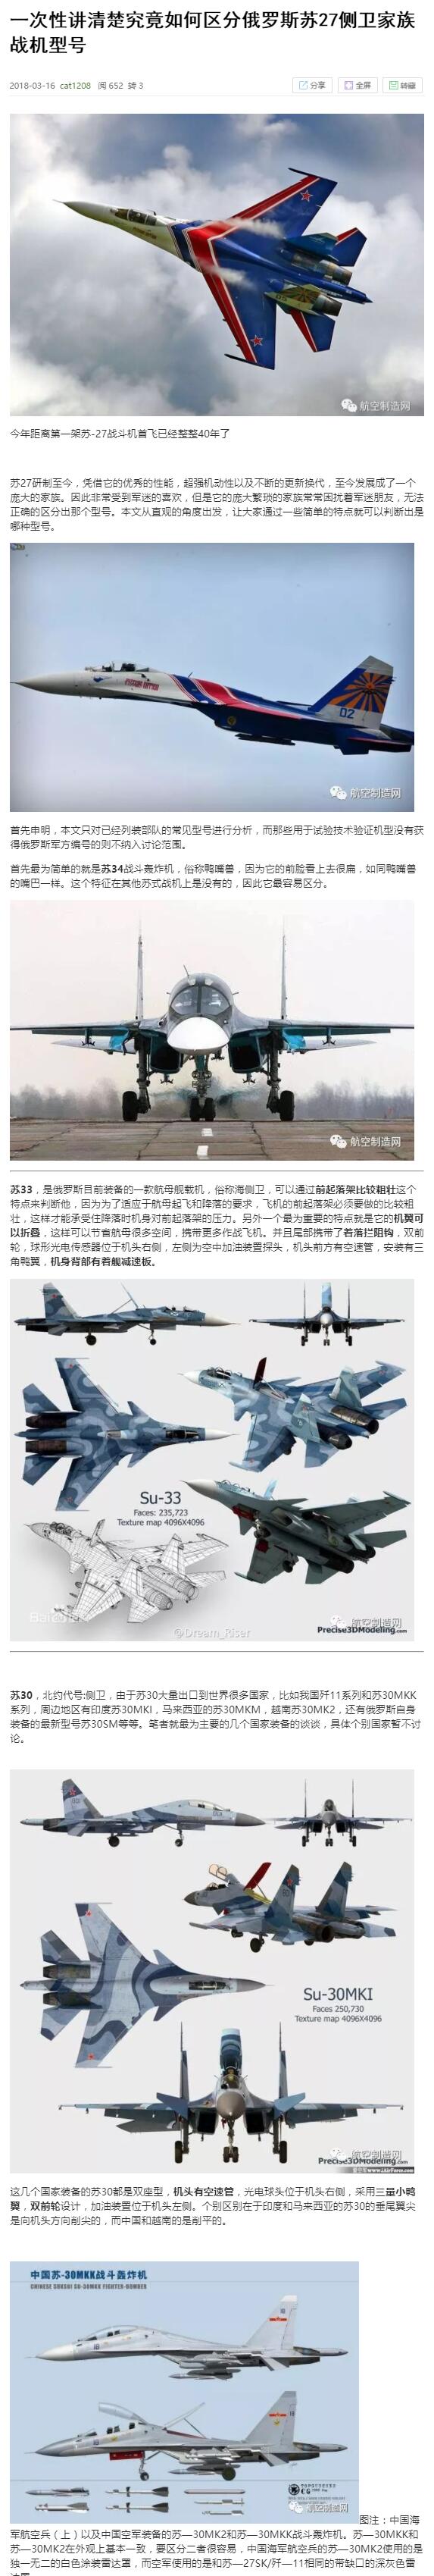 一次性讲清楚究竟如何区分俄罗斯苏27侧卫家族
战机型号
2018-03-16 cat1208 阅 652 转 3
分享 全屏 转藏
航空制造网
今年距离第一架苏-27战斗机首飞已经整整40年了
苏27研制至今，凭借它的优秀的性能，超强机动性以及不断的更新换代，至今发展成了一个
庞大的家族。因此非常受到军迷的喜欢，但是它的庞大繁琐的家族常常困扰着军迷朋友，无法
正确的区分出那个型号。本文从直观的角度出发，让大家通过一些简单的特点就可以判断出是
哪种型号。
02
航空制造网
首先申明，本文只对已经列装部队的常见型号进行分析，而那些用于试验技术验证机型没有获
得俄罗斯军方编号的则不纳入讨论范围。
首先最为简单的就是苏34战斗轰炸机，俗称鸭嘴兽，因为它的前脸看上去很扁，如同鸭嘴兽
的嘴巴一样。这个特征在其他苏式战机上是没有的，因此它最容易区分。
航空制造网
苏33，是俄罗斯目前装备的一款航母舰载机，俗称海侧卫，可以通过前起落架比较粗壮这个
特点来判断他，因为为了适应于航母起飞和降落的要求，飞机的前起落架必须要做的比较粗
壮，这样才能承受住降落时机身对前起落架的压力。另外一个最为重要的特点就是它的机翼可
以折叠，这样可以节省航母很多空间，携带更多作战飞机。并且尾部携带了着落拦阻钩，双前
轮，球形光电传感器位于机头右侧，左侧为空中加油装置探头，机头前方有空速管，安装有三
角鸭翼，机身背部有着舰减速板。
Su-33
Faces: 235,723
Texture map 4096X4096
航空制造网
Precise3DModeling.com
@Dream_Riser
苏30，北约代号:侧卫，由于苏30大量出口到世界很多国家，比如我国歼11系列和苏30MKK
系列，周边地区有印度苏30MKI，马来西亚的苏30MKM，越南苏30MK2，还有俄罗斯自身
装备的最新型号苏30SM等等。笔者就最为主要的几个国家装备的谈谈，具体个别国家暂不讨
论。
Su-30MKI
Faces 250,730
Texture map 4096X4096
航空制造网
Precise3DModeling.com
这几个国家装备的苏30都是双座型，机头有空速管，光电球头位于机头右侧，采用三量小鸭
翼，双前轮设计，加油装置位于机头左侧。个别区别在于印度和马来西亚的苏30的垂尾翼尖
是向机头方向削尖的，而中国和越南的是削平的。
中国苏-30MKK战斗轰炸机
CHINESE SU-30MKK FIGHTER-BOMBER
航空制造网
图注：中国海
军航空兵（上）以及中国空军装备的苏—30MK2和苏—30MKK战斗轰炸机。苏—30MKK和
苏—30MK2在外观上基本一致，要区分二者很容易，中国海军航空兵的苏—30MK2使用的是
独一无二的白色涂装雷达罩，而空军使用的是和苏—27SK/歼—11相同的带缺口的深灰色雷